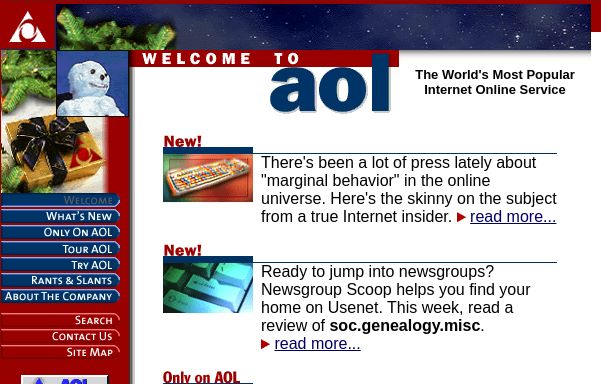 WELCOME TO
aol
The World's Most Popular
Internet Online Service
WELCOME
WHAT'S NEW
ONLY ON AOL
TOUR AOL
TRY AOL
RANTS & SLANTS
ABOUT THE COMPANY
SEARCH
CONTACT US
SITE MAP
AOL
New!
There's been a lot of press lately about
"marginal behavior" in the online
universe. Here's the skinny on the subject
from a true Internet insider. read more...
New!
Ready to jump into newsgroups?
Newsgroup Scoop helps you find your
home on Usenet. This week, read a
review of soc.genealogy.misc.
read more...
Only on AOL